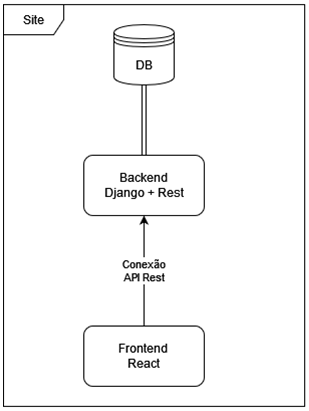 Site
DB
Backend
Django + Rest
Conexão
API Rest
Frontend
React